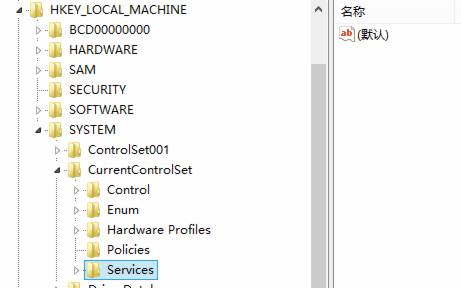 HKEY_LOCAL_MACHINE
BCD00000000
HARDWARE
SAM
SECURITY
SOFTWARE
SYSTEM
ControlSet001
CurrentControlSet
Control
Enum
Hardware Profiles
Policies
Services
名称
ab
(默认)